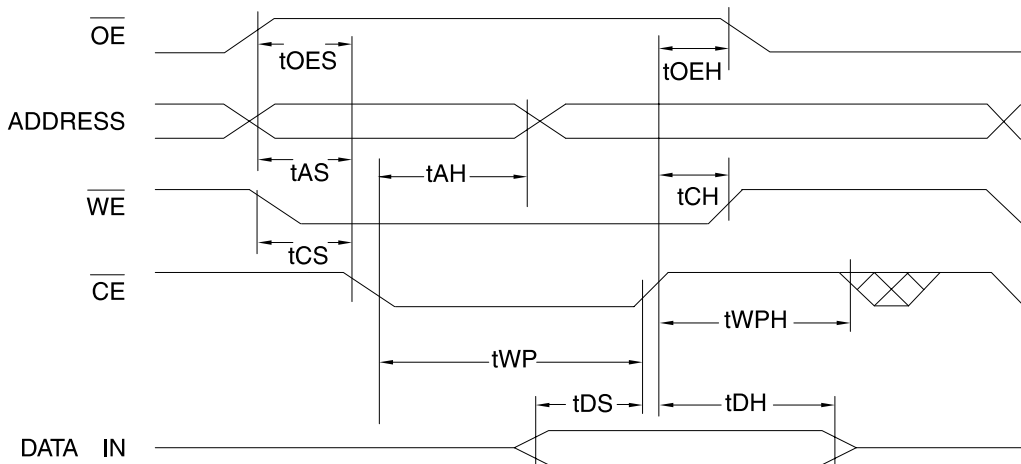 OE
tOES
tOEH
ADDRESS
tAS
tAH
tCH
WE
tCS
CE
tWPH
tWP
tDS
tDH
DATA IN